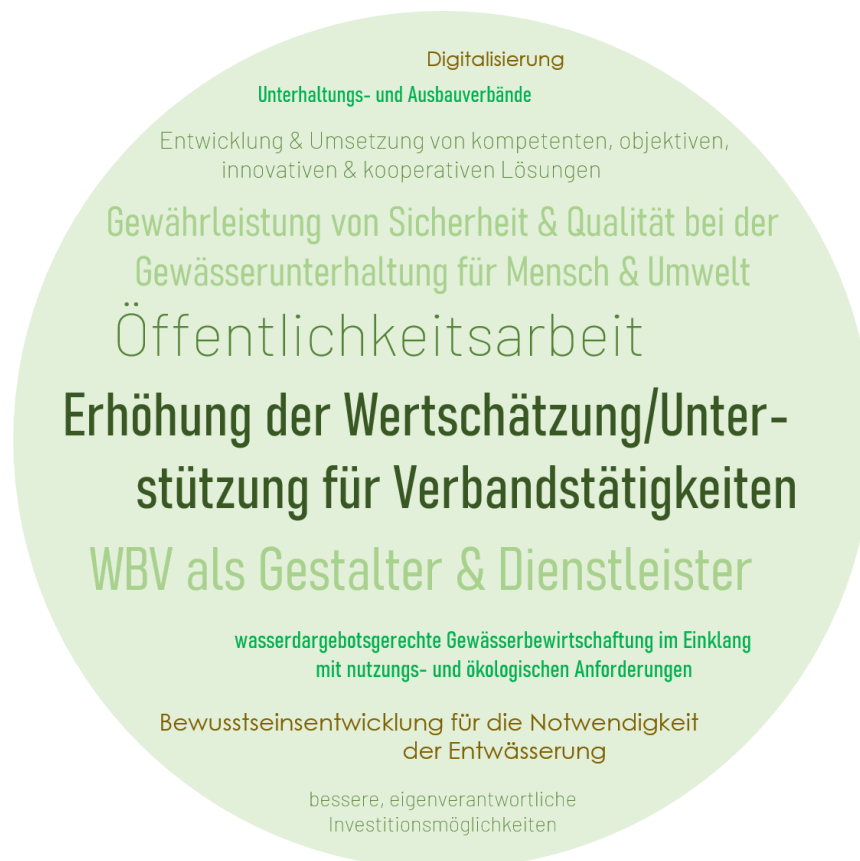 Digitalisierung
Unterhaltungs- und Ausbauverbände
Entwicklung & Umsetzung von kompetenten, objektiven,
innovativen & kooperativen Lösungen
Gewährleistung von Sicherheit & Qualität bei der
Gewässerunterhaltung für Mensch & Umwelt
Öffentlichkeitsarbeit
Erhöhung der Wertschätzung/Unter-
stützung für Verbandstätigkeiten
WBV als Gestalter & Dienstleister
wasserdargebotsgerechte Gewässerbewirtschaftung im Einklang
mit nutzungs- und ökologischen Anforderungen
Bewusstseinsentwicklung für die Notwendigkeit
der Entwässerung
bessere, eigenverantwortliche
Investitionsmöglichkeiten